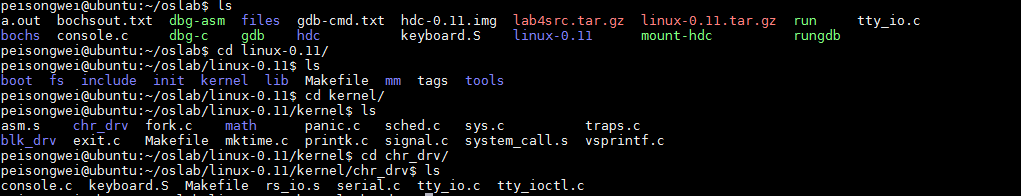 peisongwei@ubuntu:~/oslab$ ls
a.out bochsout.txt dbg-asm files gdb-cmd.txt hdc-0.11.img lab4src.tar.gz linux-0.11.tar.gz run tty_io.c
bochs console.c dbg-c gdb hdc keyboard.S linux-0.11 mount-hdc rungdb
peisongwei@ubuntu:~/oslab$ cd linux-0.11/
peisongwei@ubuntu:~/oslab/linux-0.11$ ls
boot fs include init kernel lib Makefile mm tags tools
peisongwei@ubuntu:~/oslab/linux-0.11$ cd kernel/
peisongwei@ubuntu:~/oslab/linux-0.11/kernel$ ls
asm.s chr_drv fork.c math panic.c sched.c sys.c traps.c
blk_drv exit.c Makefile mktime.c printk.c signal.c system_call.s vsprintf.c
peisongwei@ubuntu:~/oslab/linux-0.11/kernel$ cd chr_drv/
peisongwei@ubuntu:~/oslab/linux-0.11/kernel/chr_drv$ ls
console.c keyboard.S Makefile rs_io.s serial.c tty_io.c tty_ioctl.c